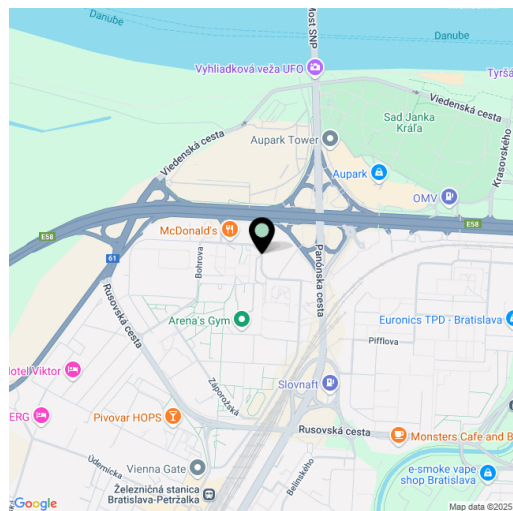 Danube
Most SNP
Danube
Vyhliadková veža UFO
Tyrša
Viedenská cesta
Viedenská cesta
Sad Janka
Kráľa
Krasovského
Aupark Tower
Aupark
OMV
McDonald's
E58
E58
61
Bohrova
Panónska cesta
Rusovská cesta
Arena's Gym
Euronics TPD - Bratislava
Pifflova
Hotel Viktor
Záporožská
Slovnaft
ERG
Pivovar HOPS
Rusovská cesta
Monsters Cafe and B
Údernícka
Vienna Gate
Belinského
e-smoke vape
shop Bratislava
Železničná stanica
Bratislava-Petržalka
Google
Map data ©2025